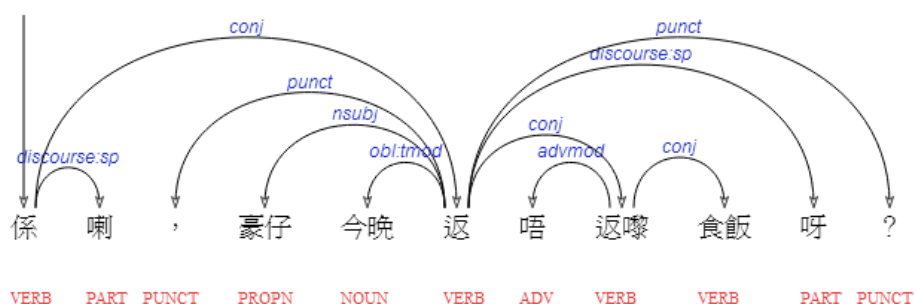 conj punct
discourse:sp
punct
nsubj
conj
discourse:sp obl:tmod advmod conj
係 喇 , 豪仔 今晚 返 唔 返嚟 食飯 呀 ?
VERB PART PUNCT PROPN NOUN VERB ADV VERB VERB PART PUNCT